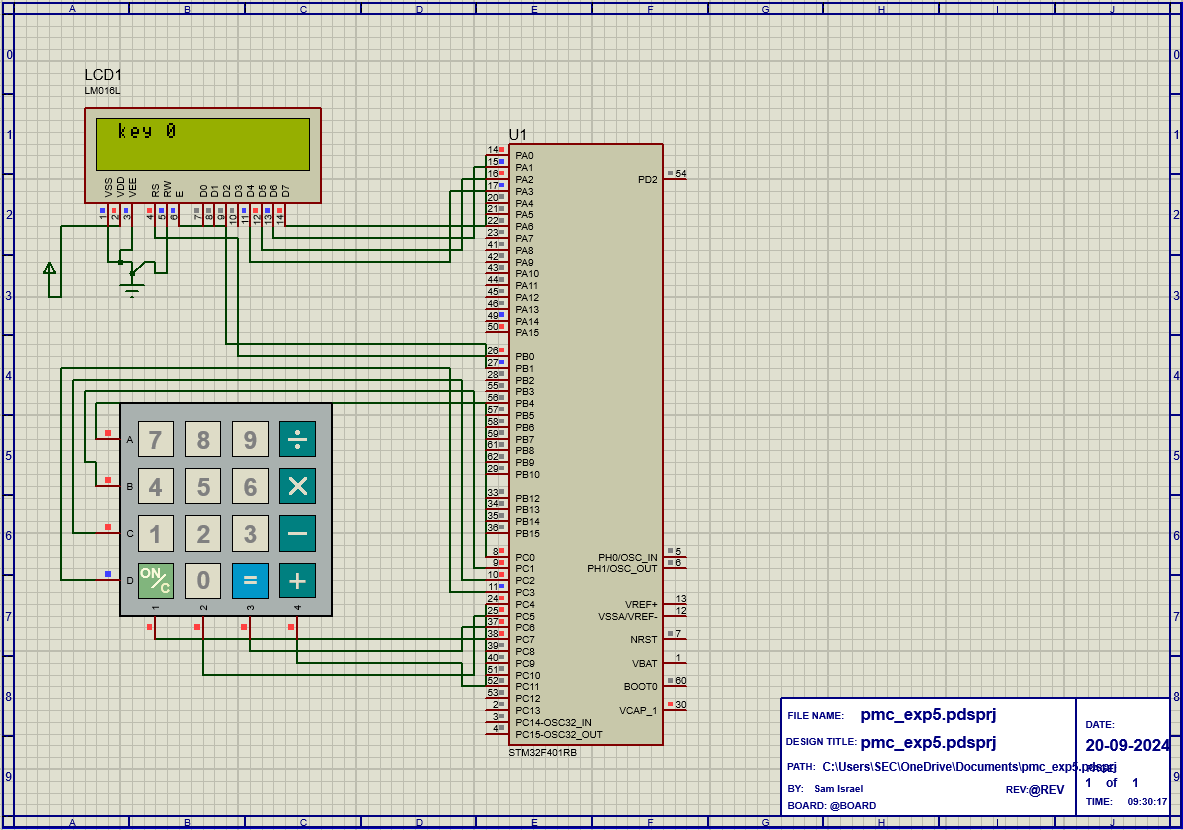 A B C D E F G H I J
0
1
2
3
4
5
6
7
8
9
0
1
2
3
4
5
6
7
8
9
LCD1
LM016L
key 0
VSS VDD VEE RS RW E D0 D1 D2 D3 D4 D5 D6 D7
1 2 3 4 5 6 7 8 9 10 11 12 13 14
U1
14 PA0
15 PA1
16 PA2
17 PA3
20 PA4
21 PA5
22 PA6
23 PA7
41 PA8
42 PA9
43 PA10
44 PA11
45 PA12
46 PA13
49 PA14
50 PA15
26 PB0
27 PB1
28 PB2
55 PB3
56 PB4
57 PB5
58 PB6
59 PB7
61 PB8
62 PB9
29 PB10
33 PB12
34 PB13
35 PB14
36 PB15
8 PC0
9 PC1
10 PC2
11 PC3
24 PC4
25 PC5
37 PC6
38 PC7
39 PC8
40 PC9
51 PC10
52 PC11
53 PC12
2 PC13
3 PC14-OSC32_IN
4 PC15-OSC32_OUT
PD2 54
PH0/OSC_IN 5
PH1/OSC_OUT 6
VREF+ 13
VSSA/VREF- 12
NRST 7
VBAT 1
BOOT0 60
VCAP_1 30
STM32F401RB
A 7 8 9 ÷
B 4 5 6 ×
C 1 2 3 −
D ON/C 0 = +
1 2 3 4
FILE NAME: pmc_exp5.pdsprj
DESIGN TITLE: pmc_exp5.pdsprj
PATH: C:\Users\SEC\OneDrive\Documents\pmc_exp5.pdsprj
BY: Sam Israel
REV:@REV
BOARD: @BOARD
DATE:
20-09-2024
1 of 1
TIME: 09:30:17
A B C D E F G H I J